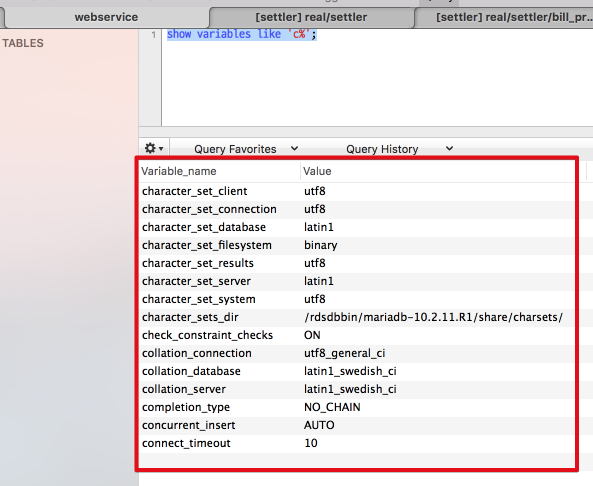 webservice
[settler] real/settler
[settler] real/settler/bill_pr...
TABLES
1 show variables like 'c%';
Query Favorites
Query History
Variable_name Value
character_set_client utf8
character_set_connection utf8
character_set_database latin1
character_set_filesystem binary
character_set_results utf8
character_set_server latin1
character_set_system utf8
character_sets_dir /rdsdbbin/mariadb-10.2.11.R1/share/charsets/
check_constraint_checks ON
collation_connection utf8_general_ci
collation_database latin1_swedish_ci
collation_server latin1_swedish_ci
completion_type NO_CHAIN
concurrent_insert AUTO
connect_timeout 10